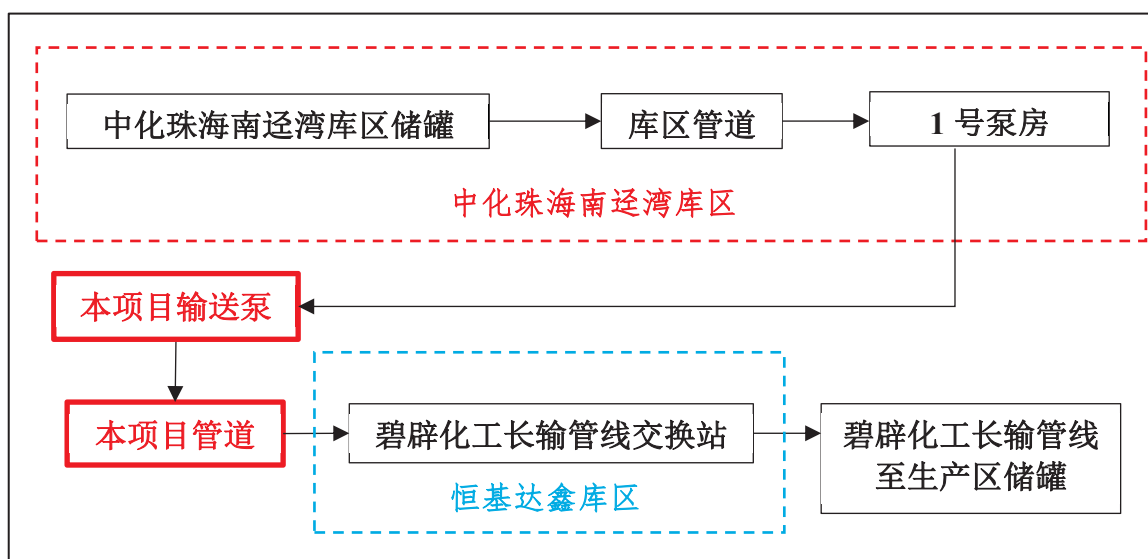 中化珠海南迳湾库区储罐
库区管道
1 号泵房
中化珠海南迳湾库区
本项目输送泵
本项目管道
碧辟化工长输管线交换站
碧辟化工长输管线
至生产区储罐
恒基达鑫库区